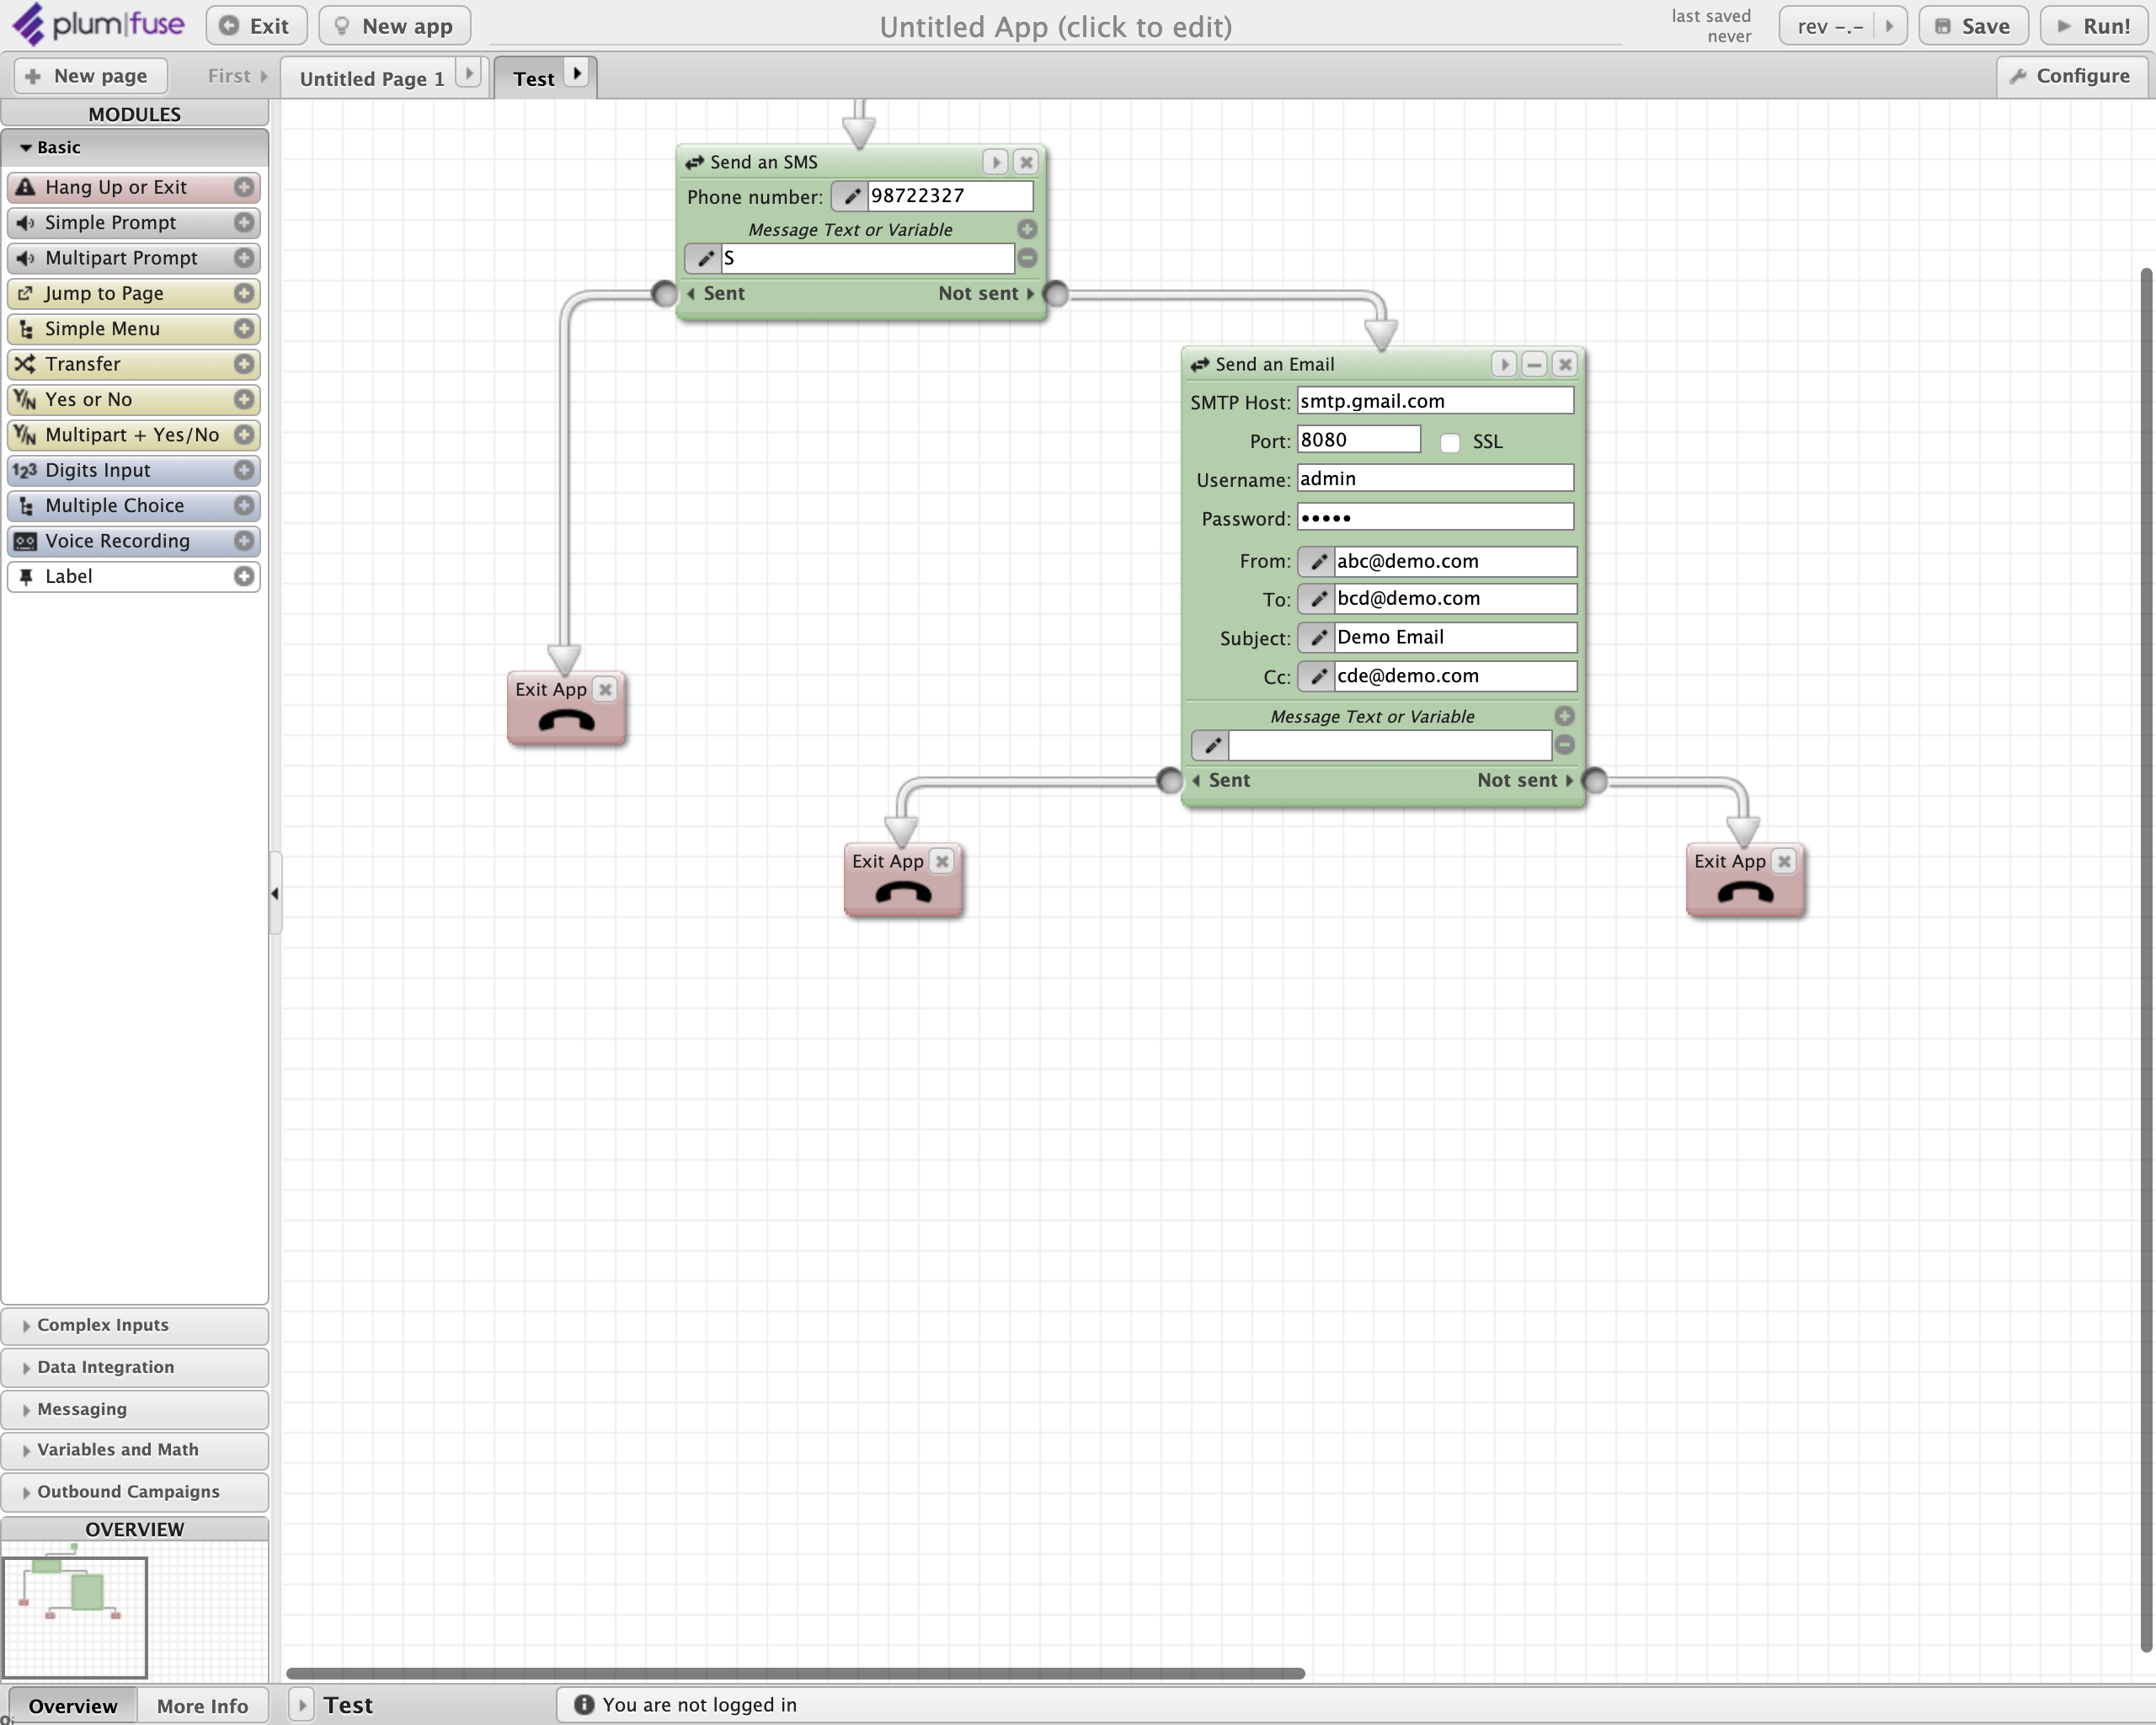 plum|fuse
Exit
New app
Untitled App (click to edit)
last saved
never
rev -.-
Save
Run!
New page
First
Untitled Page 1
Test
Configure
MODULES
Basic
Hang Up or Exit
Simple Prompt
Multipart Prompt
Jump to Page
Simple Menu
Transfer
Y/N Yes or No
Y/N Multipart + Yes/No
123 Digits Input
Multiple Choice
Voice Recording
Label
Complex Inputs
Data Integration
Messaging
Variables and Math
Outbound Campaigns
OVERVIEW
Overview
More Info
Send an SMS
Phone number: 98722327
Message Text or Variable
S
Sent
Not sent
Exit App
Send an Email
SMTP Host: smtp.gmail.com
Port: 8080 SSL
Username: admin
Password: •••••
From: abc@demo.com
To: bcd@demo.com
Subject: Demo Email
Cc: cde@demo.com
Message Text or Variable
Sent
Not sent
Exit App
Exit App
Test
You are not logged in